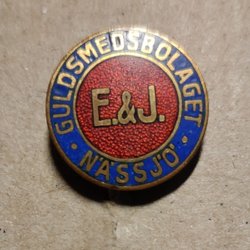 GULDSMEDSBOLAGET
E.&J.
· NÄSSJÖ ·